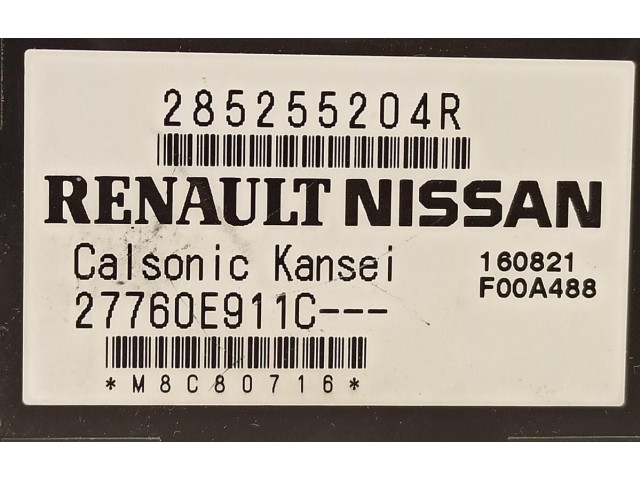 285255204R
RENAULT NISSAN
Calsonic Kansei 160821
27760E911C--- F00A488
*M8C80716*